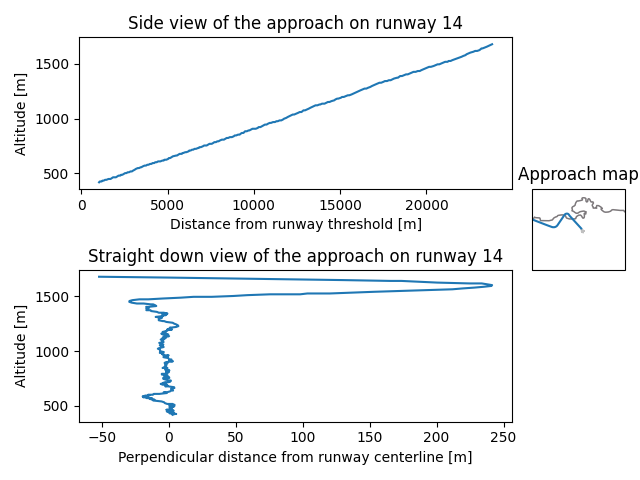 Side view of the approach on runway 14
1500
1000
500
Altitude [m]
0 5000 10000 15000 20000
Distance from runway threshold [m]
Approach map
Straight down view of the approach on runway 14
1500
1000
500
Altitude [m]
−50 0 50 100 150 200 250
Perpendicular distance from runway centerline [m]